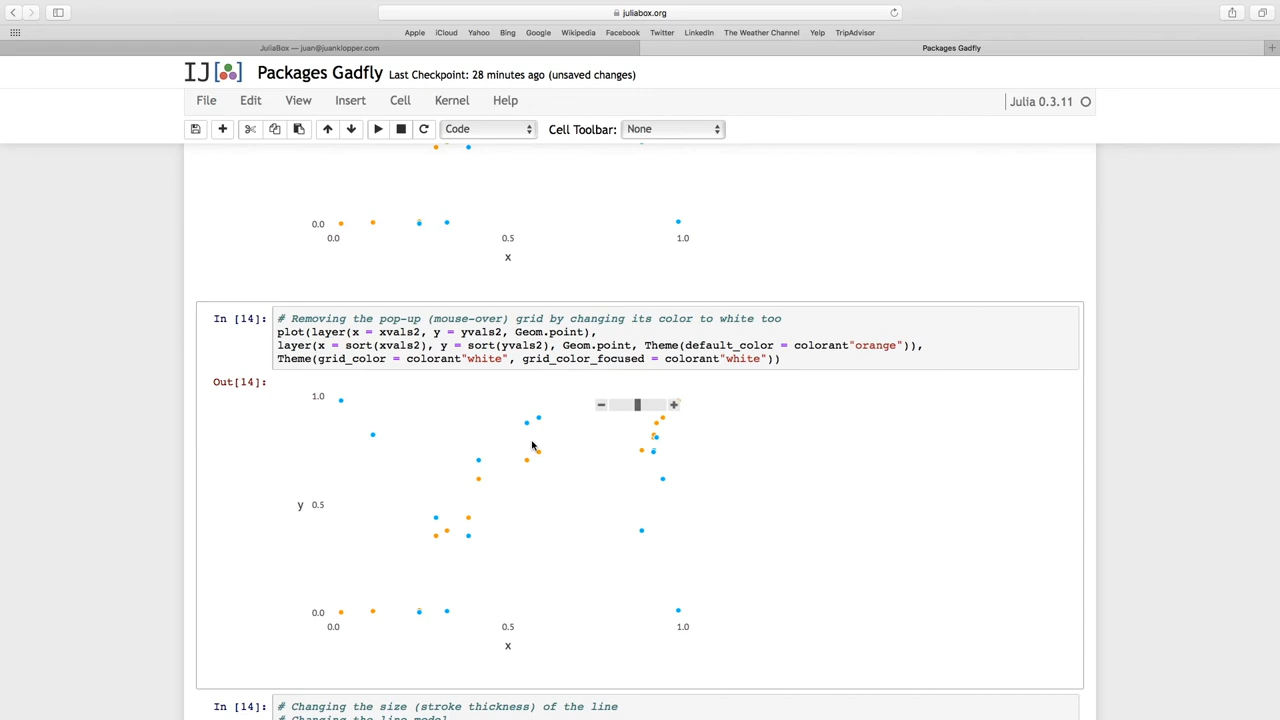 juliabox.org
Apple iCloud Yahoo Bing Google Wikipedia Facebook Twitter LinkedIn The Weather Channel Yelp TripAdvisor
JuliaBox — juan@juanklopper.com
Packages Gadfly
IJ[ ] Packages Gadfly Last Checkpoint: 28 minutes ago (unsaved changes)
File Edit View Insert Cell Kernel Help
Julia 0.3.11
Code
Cell Toolbar: None
0.0
0.0 0.5 1.0
x
In [14]:
# Removing the pop-up (mouse-over) grid by changing its color to white too
plot(layer(x = xvals2, y = yvals2, Geom.point),
layer(x = sort(xvals2), y = sort(yvals2), Geom.point, Theme(default_color = colorant"orange")),
Theme(grid_color = colorant"white", grid_color_focused = colorant"white"))
Out[14]:
1.0
y 0.5
0.0
0.0 0.5 1.0
x
In [14]:
# Changing the size (stroke thickness) of the line
# Changing the line model